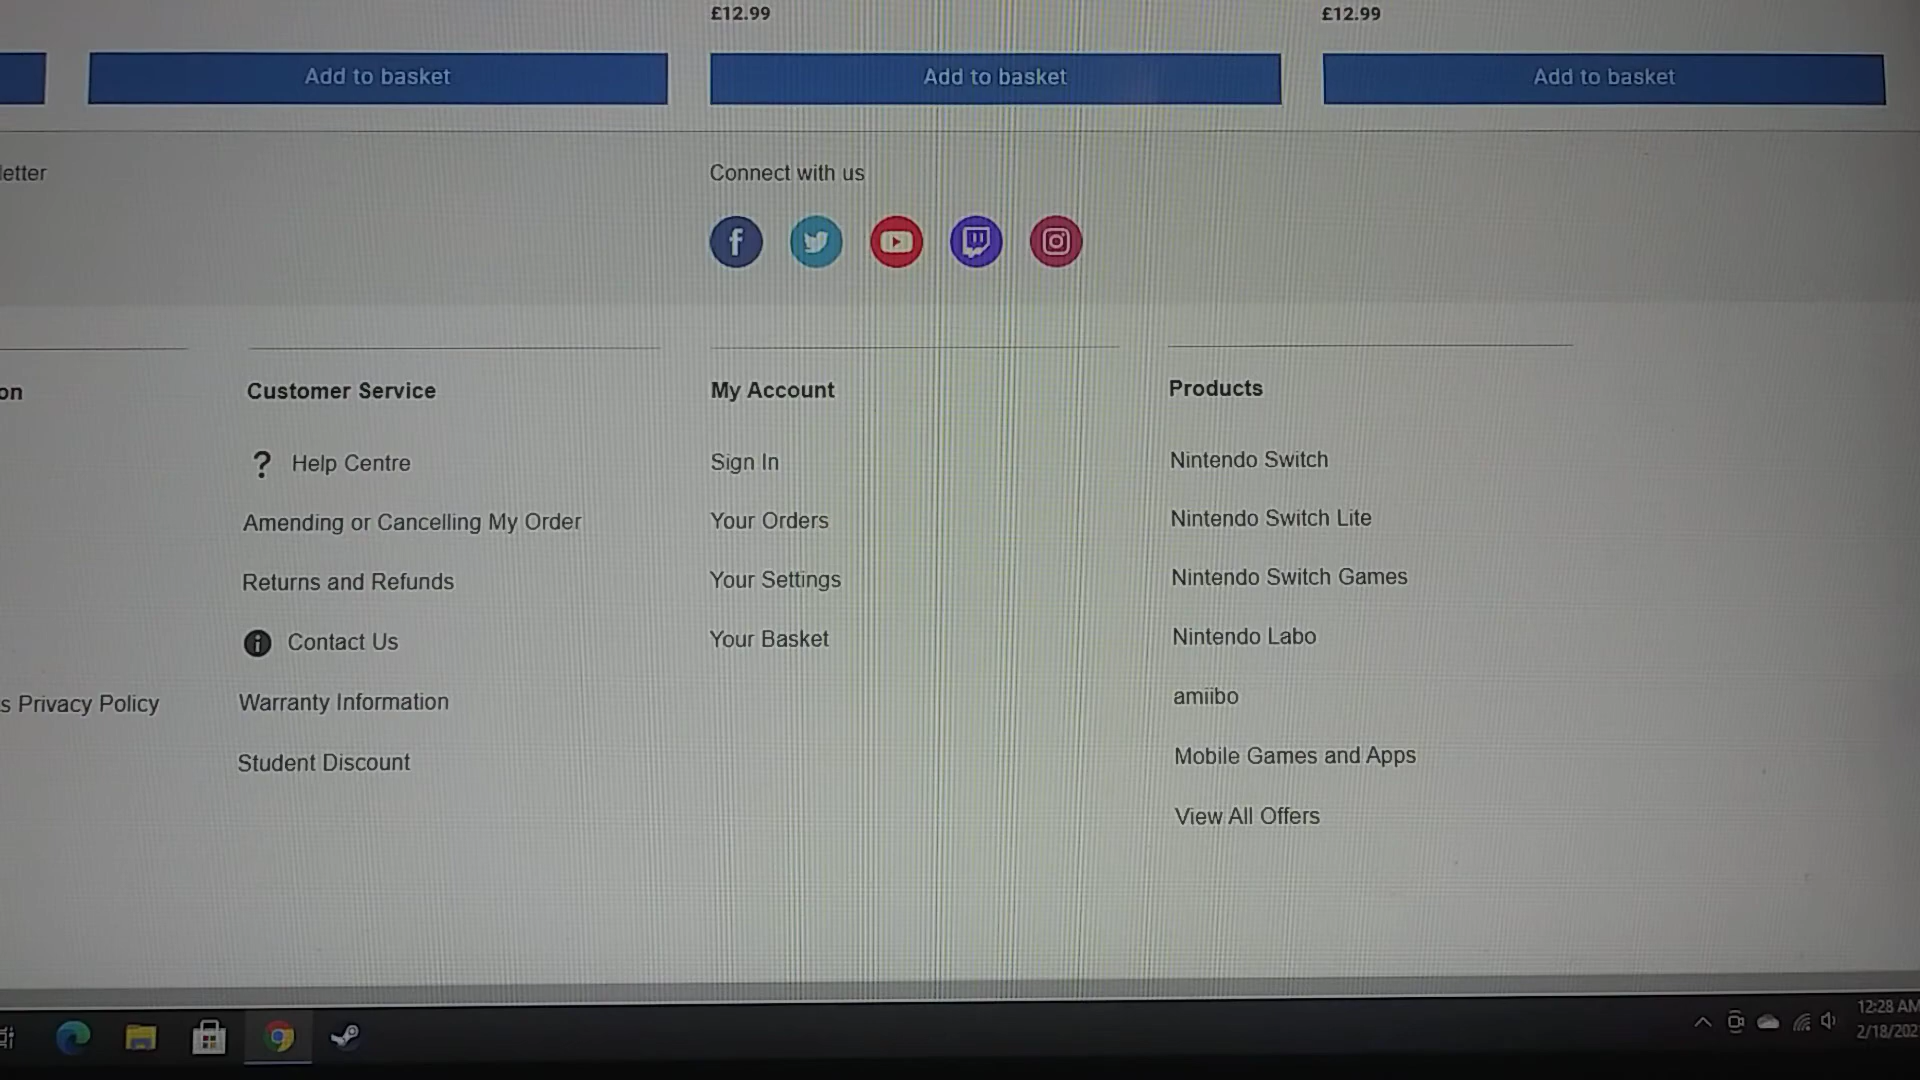 £12.99 £12.99
Add to basket Add to basket Add to basket
Connect with us
Customer Service
Help Centre
Amending or Cancelling My Order
Returns and Refunds
Contact Us
Warranty Information
Student Discount
My Account
Sign In
Your Orders
Your Settings
Your Basket
Products
Nintendo Switch
Nintendo Switch Lite
Nintendo Switch Games
Nintendo Labo
amiibo
Mobile Games and Apps
View All Offers
Privacy Policy
12:28 AM
2/18/202